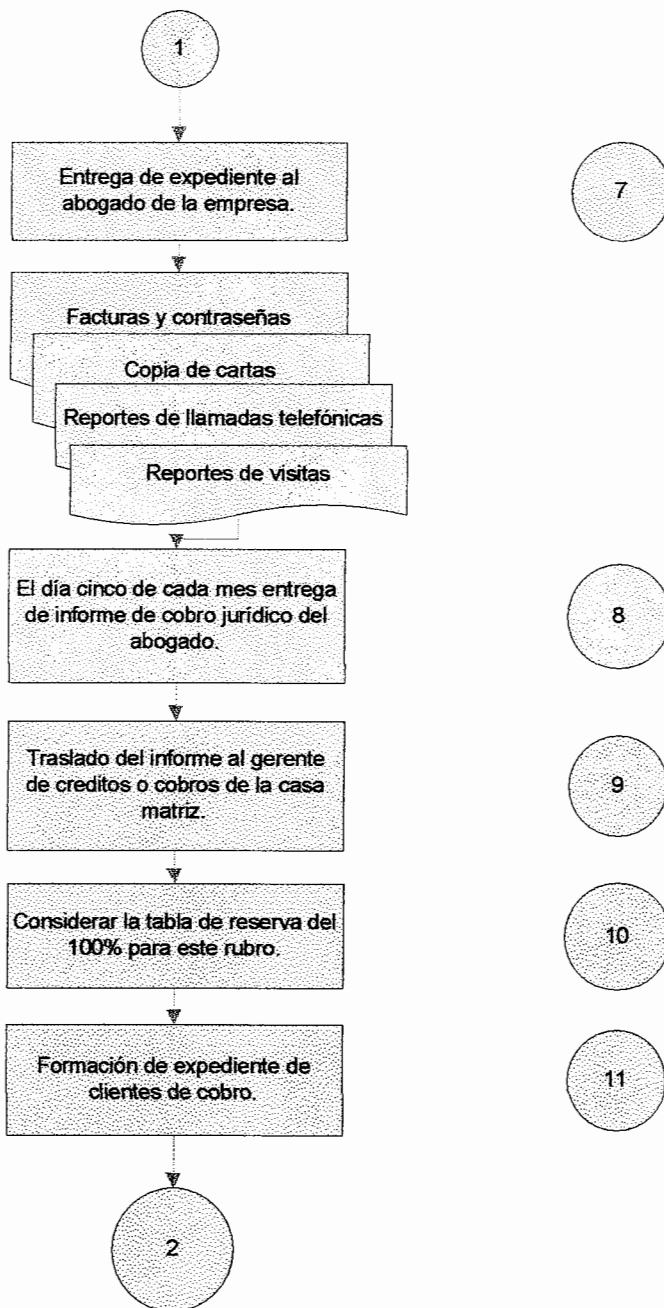 1
Entrega de expediente al
abogado de la empresa.
7
Facturas y contraseñas
Copia de cartas
Reportes de llamadas telefónicas
Reportes de visitas
El día cinco de cada mes entrega
de informe de cobro jurídico del
abogado.
8
Traslado del informe al gerente
de creditos o cobros de la casa
matriz.
9
Considerar la tabla de reserva del
100% para este rubro.
10
Formación de expediente de
clientes de cobro.
11
2